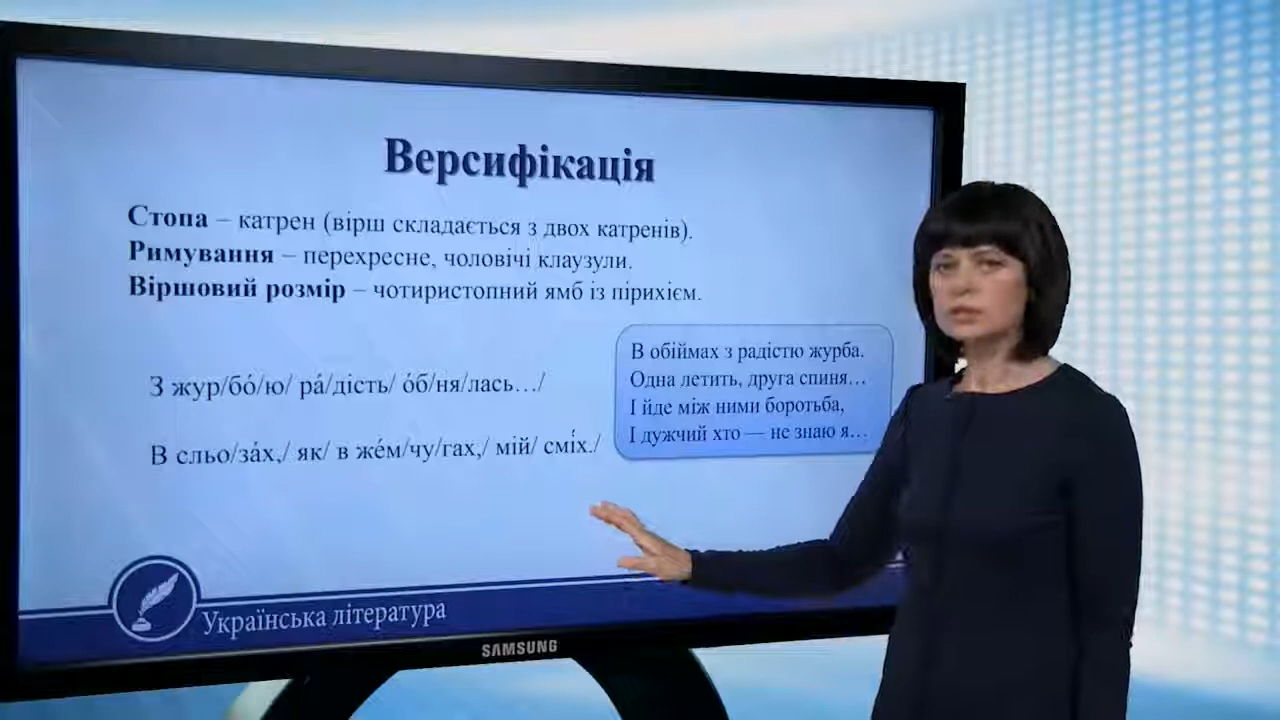 Версифікація
Стопа – катрен (вірш складається з двох катренів).
Римування – перехресне, чоловічі клаузули.
Віршовий розмір – чотиристопний ямб із пірихієм.
З жур/бо́/ю/ ра́/дість/ о́б/ня/лась…/
В сльо/за́х,/ як/ в же́м/чу/гах,/ мій/ смі́х./
В обіймах з радістю журба.
Одна летить, друга спиня…
І йде між ними боротьба,
І дужчий хто — не знаю я…
Українська література
SAMSUNG